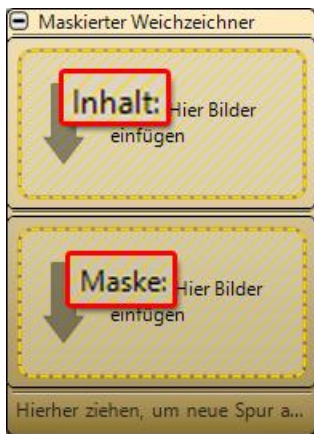 Maskierter Weichzeichner
Inhalt: Hier Bilder
einfügen
Maske: Hier Bilder
einfügen
Hierher ziehen, um neue Spur a...